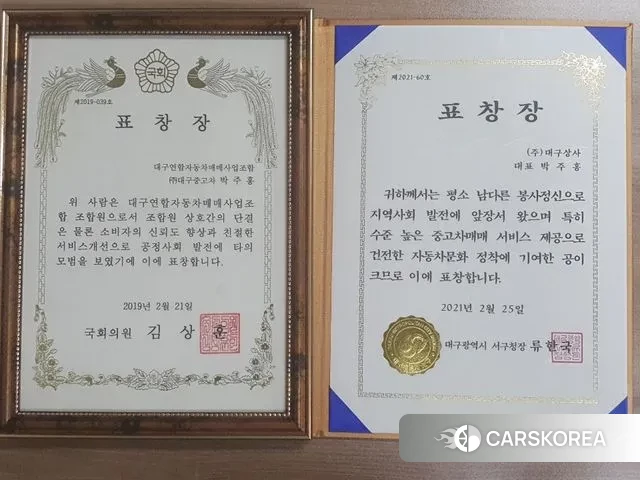 국회
제2019-039호
표 창 장
대구연합자동차매매사업조합
㈜대구중고차 박 주 홍
위 사람은 대구연합자동차매매사업조
합 조합원으로서 조합원 상호간의 단결
은 물론 소비자의 신뢰도 향상과 친절한
서비스개선으로 공정사회 발전에 타의
모범을 보였기에 이에 표창합니다.
2019년 2월 21일
국회의원 김 상 훈
제2021-60호
표 창 장
(주)대구상사
대표 박 주 홍
귀하께서는 평소 남다른 봉사정신으로
지역사회 발전에 앞장서 왔으며 특히
수준 높은 중고차매매 서비스 제공으로
건전한 자동차문화 정착에 기여한 공이
크므로 이에 표창합니다.
2021년 2월 25일
대구광역시 서구청장 류한국
CARSKOREA